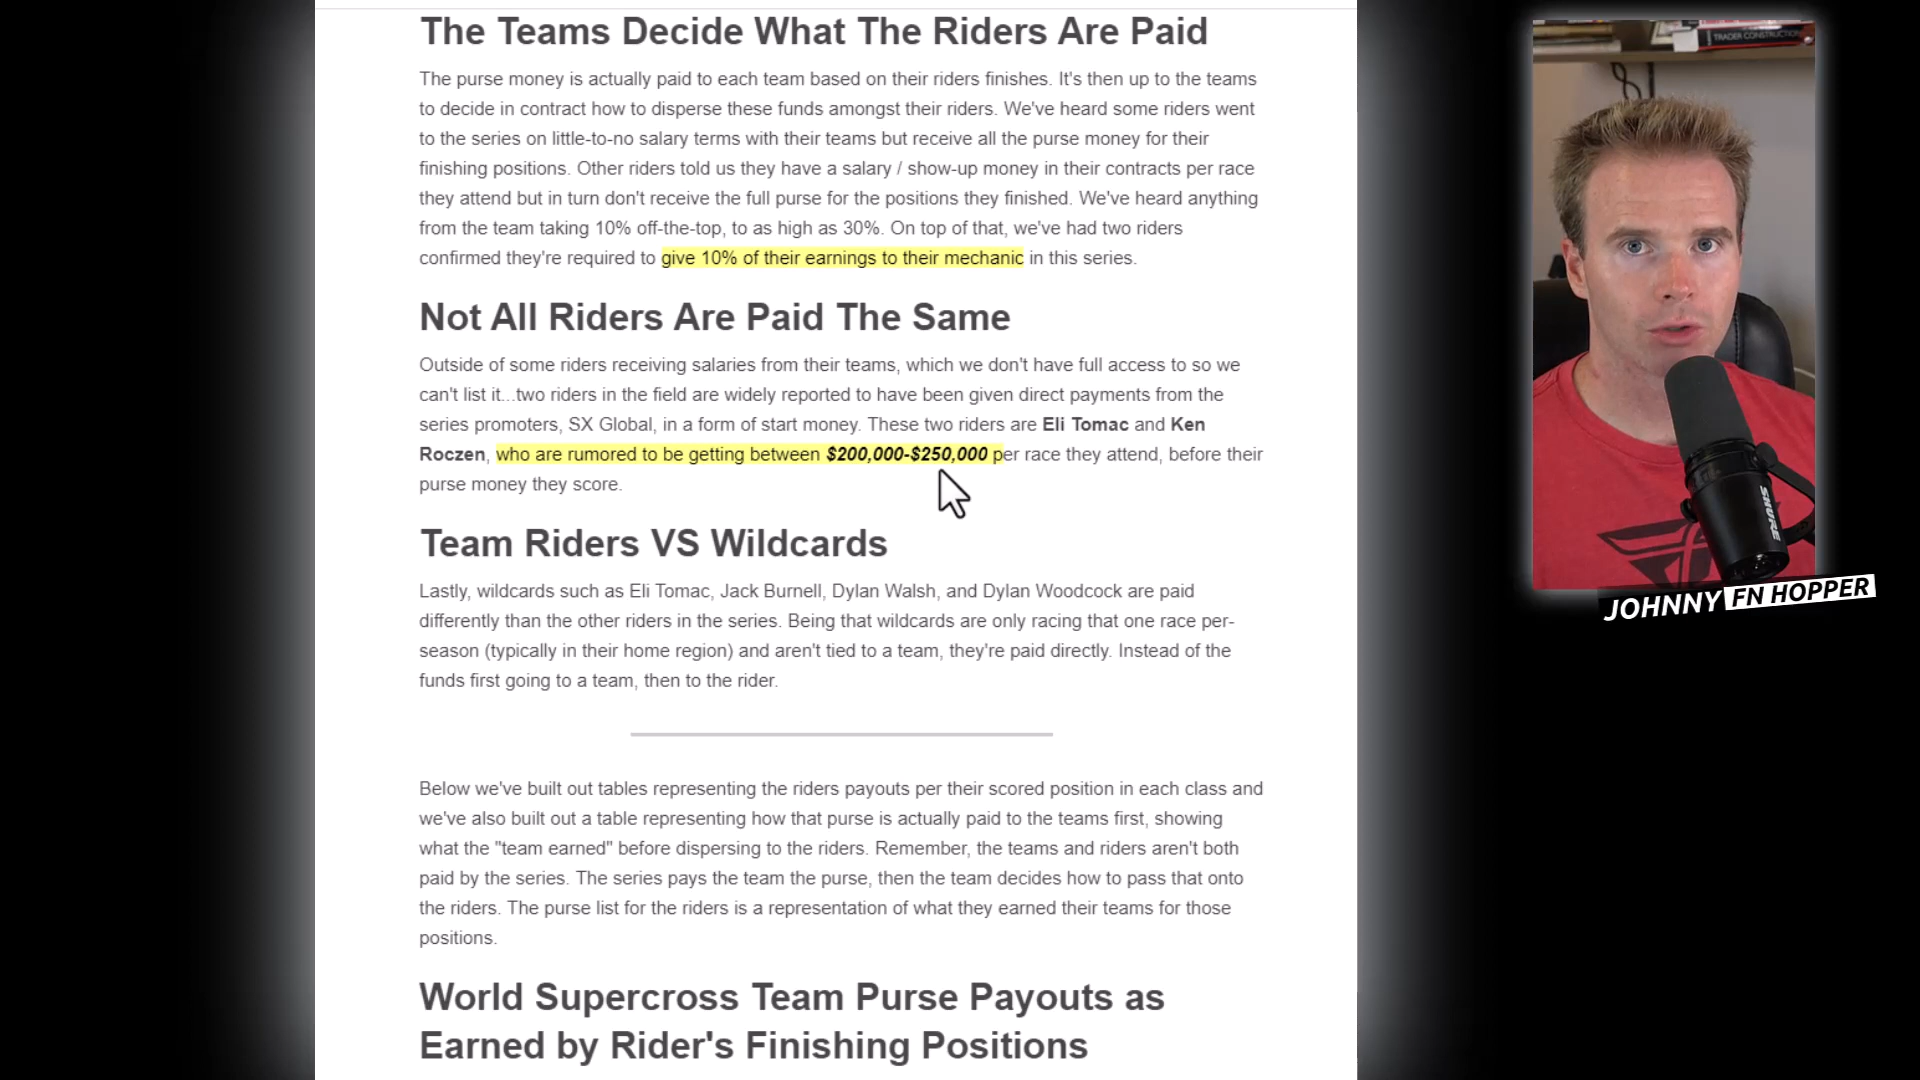 The Teams Decide What The Riders Are Paid
The purse money is actually paid to each team based on their riders finishes. It's then up to the teams
to decide in contract how to disperse these funds amongst their riders. We've heard some riders went
to the series on little-to-no salary terms with their teams but receive all the purse money for their
finishing positions. Other riders told us they have a salary / show-up money in their contracts per race
they attend but in turn don't receive the full purse for the positions they finished. We've heard anything
from the team taking 10% off-the-top, to as high as 30%. On top of that, we've had two riders
confirmed they're required to give 10% of their earnings to their mechanic in this series.
Not All Riders Are Paid The Same
Outside of some riders receiving salaries from their teams, which we don't have full access to so we
can't list it...two riders in the field are widely reported to have been given direct payments from the
series promoters, SX Global, in a form of start money. These two riders are Eli Tomac and Ken
Roczen, who are rumored to be getting between $200,000-$250,000 per race they attend, before their
purse money they score.
Team Riders VS Wildcards
Lastly, wildcards such as Eli Tomac, Jack Burnell, Dylan Walsh, and Dylan Woodcock are paid
differently than the other riders in the series. Being that wildcards are only racing that one race per-
season (typically in their home region) and aren't tied to a team, they're paid directly. Instead of the
funds first going to a team, then to the rider.
Below we've built out tables representing the riders payouts per their scored position in each class and
we've also built out a table representing how that purse is actually paid to the teams first, showing
what the "team earned" before dispersing to the riders. Remember, the teams and riders aren't both
paid by the series. The series pays the team the purse, then the team decides how to pass that onto
the riders. The purse list for the riders is a representation of what they earned their teams for those
positions.
World Supercross Team Purse Payouts as
Earned by Rider's Finishing Positions
TRADER CONSTRUCTION
SHURE
JOHNNY FN HOPPER